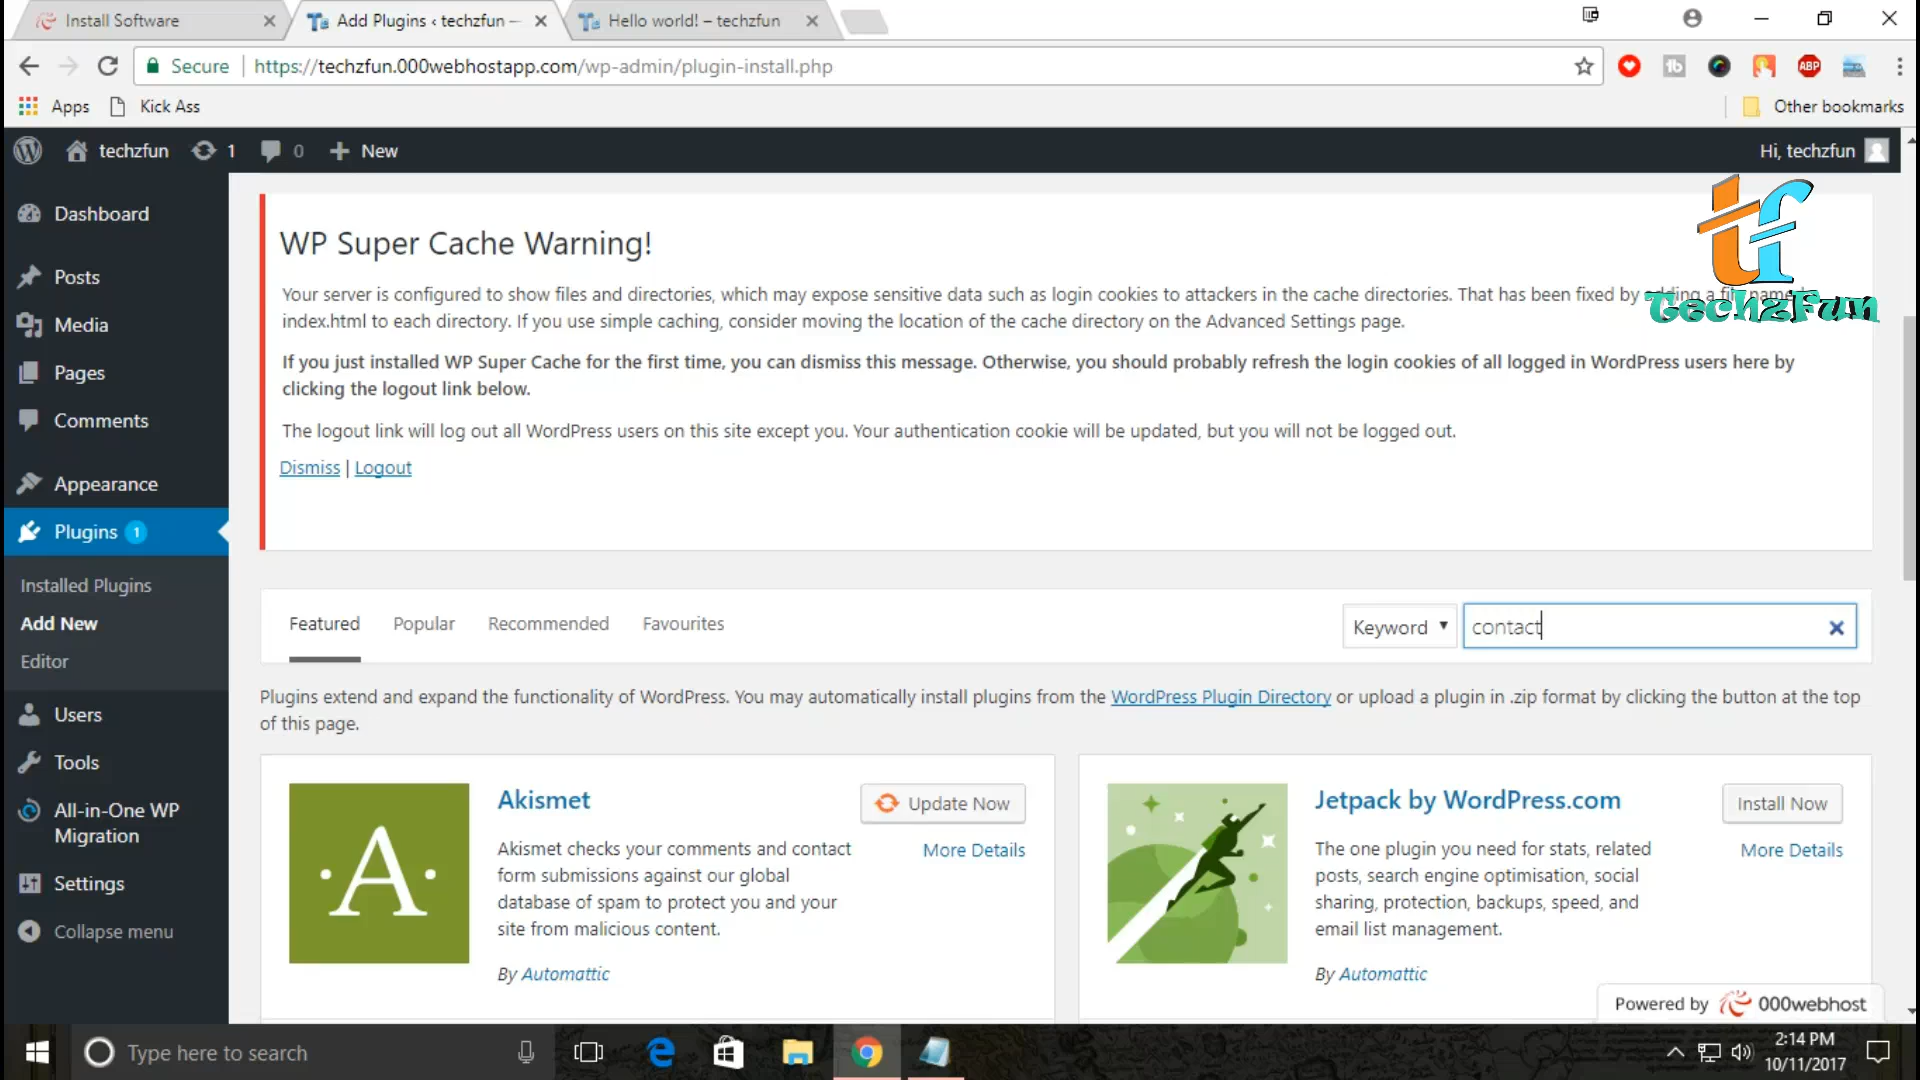 Install Software
Add Plugins ‹ techzfun —
Hello world! – techzfun
Secure
https://techzfun.000webhostapp.com/wp-admin/plugin-install.php
ABP
Apps
Kick Ass
Other bookmarks
techzfun
1
0
New
Hi, techzfun
Dashboard
Posts
Media
Pages
Comments
Appearance
Plugins 1
Installed Plugins
Add New
Editor
Users
Tools
All-in-One WP
Migration
Settings
Collapse menu
TechzFun
WP Super Cache Warning!
Your server is configured to show files and directories, which may expose sensitive data such as login cookies to attackers in the cache directories. That has been fixed by adding a file named
index.html to each directory. If you use simple caching, consider moving the location of the cache directory on the Advanced Settings page.
If you just installed WP Super Cache for the first time, you can dismiss this message. Otherwise, you should probably refresh the login cookies of all logged in WordPress users here by
clicking the logout link below.
The logout link will log out all WordPress users on this site except you. Your authentication cookie will be updated, but you will not be logged out.
Dismiss | Logout
Featured
Popular
Recommended
Favourites
Keyword
contact
Plugins extend and expand the functionality of WordPress. You may automatically install plugins from the WordPress Plugin Directory or upload a plugin in .zip format by clicking the button at the top
of this page.
A
Akismet
Update Now
More Details
Akismet checks your comments and contact
form submissions against our global
database of spam to protect you and your
site from malicious content.
By Automattic
Jetpack by WordPress.com
Install Now
More Details
The one plugin you need for stats, related
posts, search engine optimisation, social
sharing, protection, backups, speed, and
email list management.
By Automattic
Powered by 000webhost
Type here to search
2:14 PM
10/11/2017